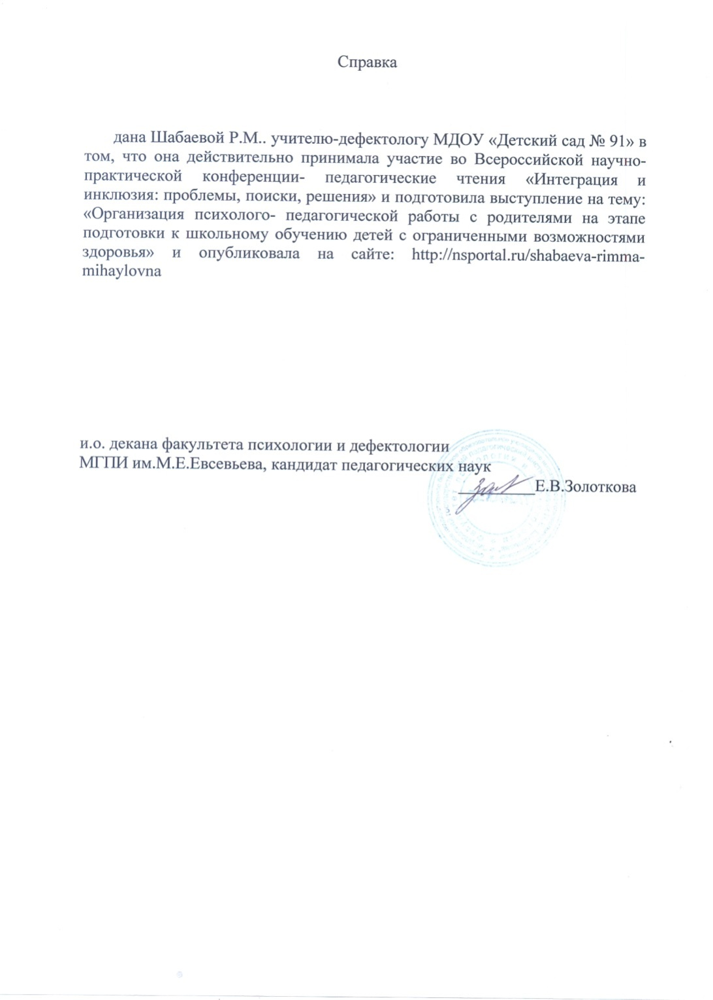 Справка
дана Шабаевой Р.М.. учителю-дефектологу МДОУ «Детский сад № 91» в
том, что она действительно принимала участие во Всероссийской научно-
практической конференции- педагогические чтения «Интеграция и
инклюзия: проблемы, поиски, решения» и подготовила выступление на тему:
«Организация психолого- педагогической работы с родителями на этапе
подготовки к школьному обучению детей с ограниченными возможностями
здоровья» и опубликовала на сайте: http://nsportal.ru/shabaeva-rimma-
mihaylovna
и.о. декана факультета психологии и дефектологии
МГПИ им.М.Е.Евсевьева, кандидат педагогических наук
Е.В.Золоткова